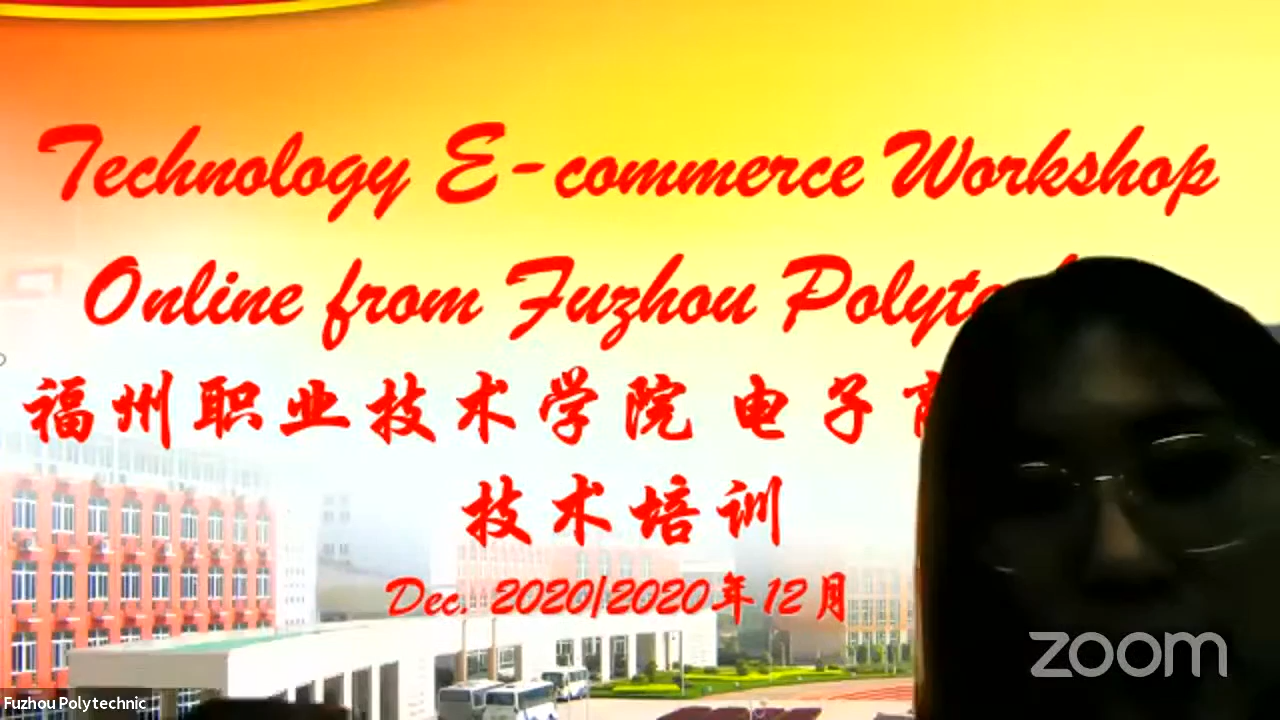 Technology E-commerce Workshop
Online from Fuzhou
福州职业技术学院 电子
技术培训
Dec. 2020/2020年12月
zoom
Fuzhou Polytechnic